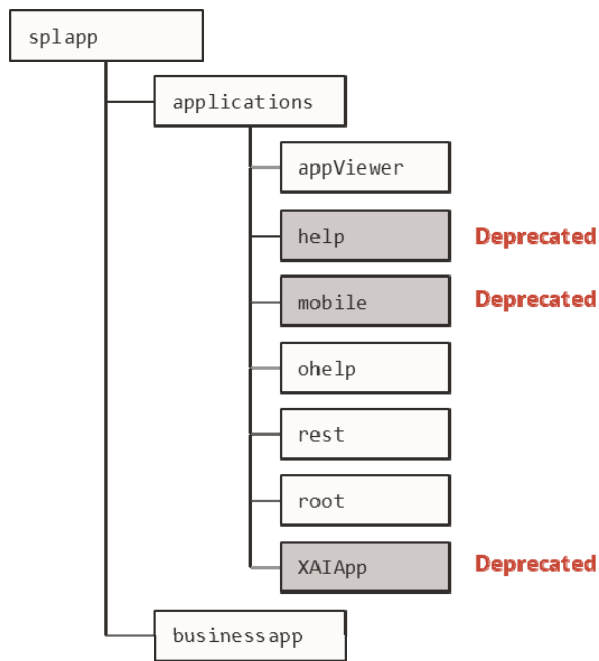 splapp
applications
appViewer
help Deprecated
mobile Deprecated
ohelp
rest
root
XAIApp Deprecated
businessapp